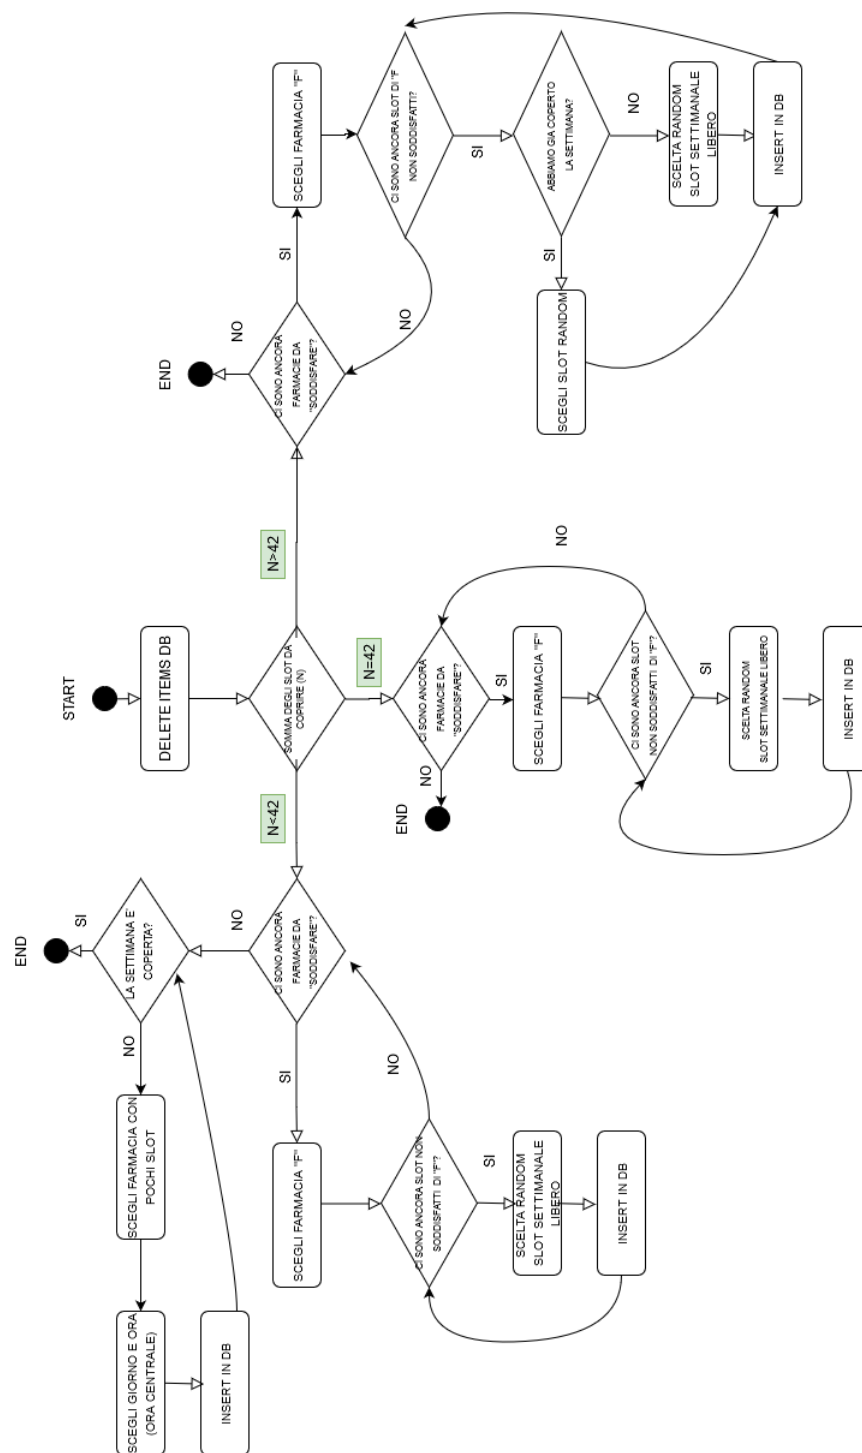 START
DELETE ITEMS DB
SOMMA DEGLI SLOT DA
COPRIRE (N)
N<42
CI SONO ANCORA
FARMACIE DA
"SODDISFARE"?
NO
LA SETTIMANA E'
COPERTA?
SI
END
NO
SCEGLI FARMACIA CON
POCHI SLOT
SCEGLI GIORNO E ORA
(ORA CENTRALE)
INSERT IN DB
SI
SCEGLI FARMACIA "F"
CI SONO ANCORA SLOT NON
SODDISFATTI DI "F"?
NO
SI
SCELTA RANDOM
SLOT SETTIMANALE
LIBERO
INSERT IN DB
N=42
CI SONO ANCORA
FARMACIE DA
"SODDISFARE"?
NO
END
SI
SCEGLI FARMACIA "F"
CI SONO ANCORA SLOT
NON SODDISFATTI DI "F"?
NO
SI
SCELTA RANDOM
SLOT SETTIMANALE LIBERO
INSERT IN DB
N>42
CI SONO ANCORA
FARMACIE DA
"SODDISFARE"?
NO
END
SI
SCEGLI FARMACIA "F"
CI SONO ANCORA SLOT DI "F
NON SODDISFATTI?
NO
SI
ABBIAMO GIA COPERTO
LA SETTIMANA?
SI
SCEGLI SLOT RANDOM
NO
SCELTA RANDOM
SLOT SETTIMANALE
LIBERO
INSERT IN DB